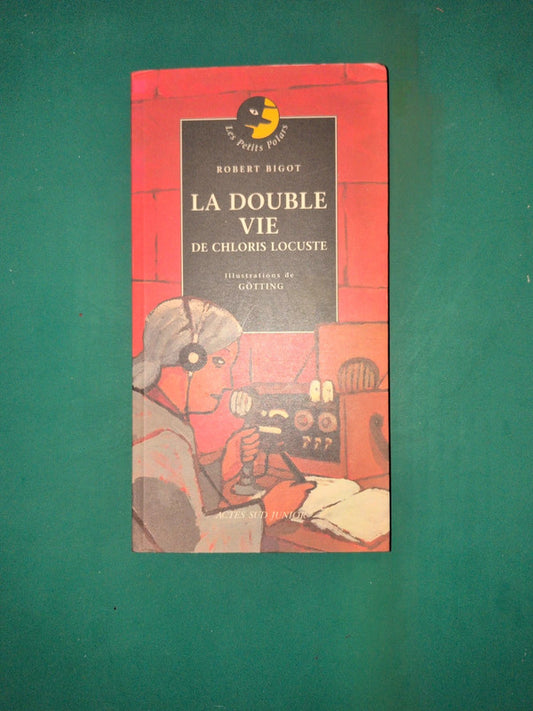 Les Petits Polars
ROBERT BIGOT
LA DOUBLE
VIE
DE CHLORIS LOCUSTE
Illustrations de
GÖTTING
ACTES SUD JUNIOR